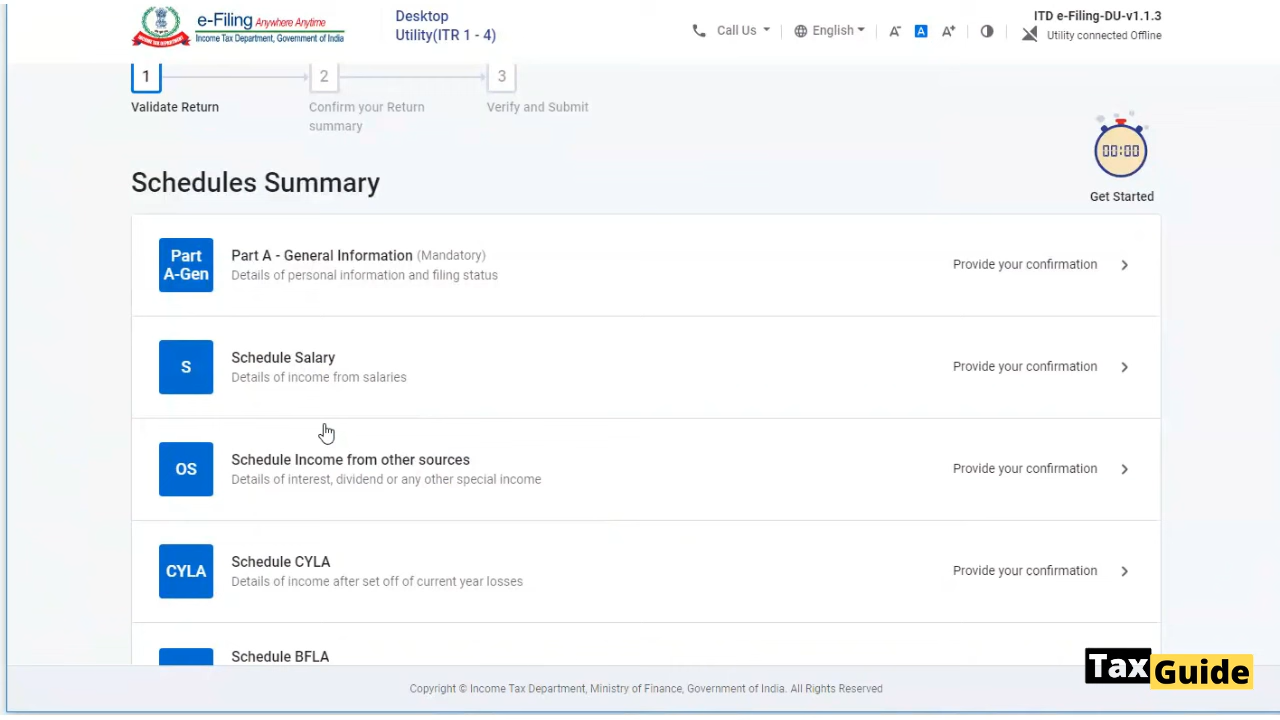 e-Filing Anywhere Anytime
Income Tax Department, Government of India
Desktop
Utility(ITR 1 - 4)
Call Us
English
A-
A
A+
ITD e-Filing-DU-v1.1.3
Utility connected Offline
1
2
3
Validate Return
Confirm your Return
summary
Verify and Submit
00:00
Get Started
Schedules Summary
Part
A-Gen
Part A - General Information (Mandatory)
Details of personal information and filing status
Provide your confirmation
S
Schedule Salary
Details of income from salaries
Provide your confirmation
OS
Schedule Income from other sources
Details of interest, dividend or any other special income
Provide your confirmation
CYLA
Schedule CYLA
Details of income after set off of current year losses
Provide your confirmation
Schedule BFLA
Tax Guide
Copyright © Income Tax Department, Ministry of Finance, Government of India. All Rights Reserved